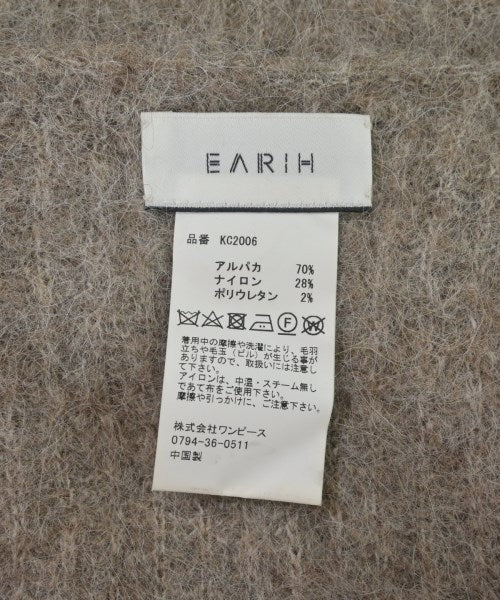 EARIH
品番 KC2006
アルパカ 70%
ナイロン 28%
ポリウレタン 2%
着用中の摩擦や洗濯により、毛羽
立ちや毛玉(ピル)が生じる事が
ありますので、取扱いには注意し
て下さい。
アイロンは、中温・スチーム無し
であて布をご使用下さい。
摩擦や引っかけに、ご注意下さい。
株式会社ワンピース
0794-36-0511
中国製